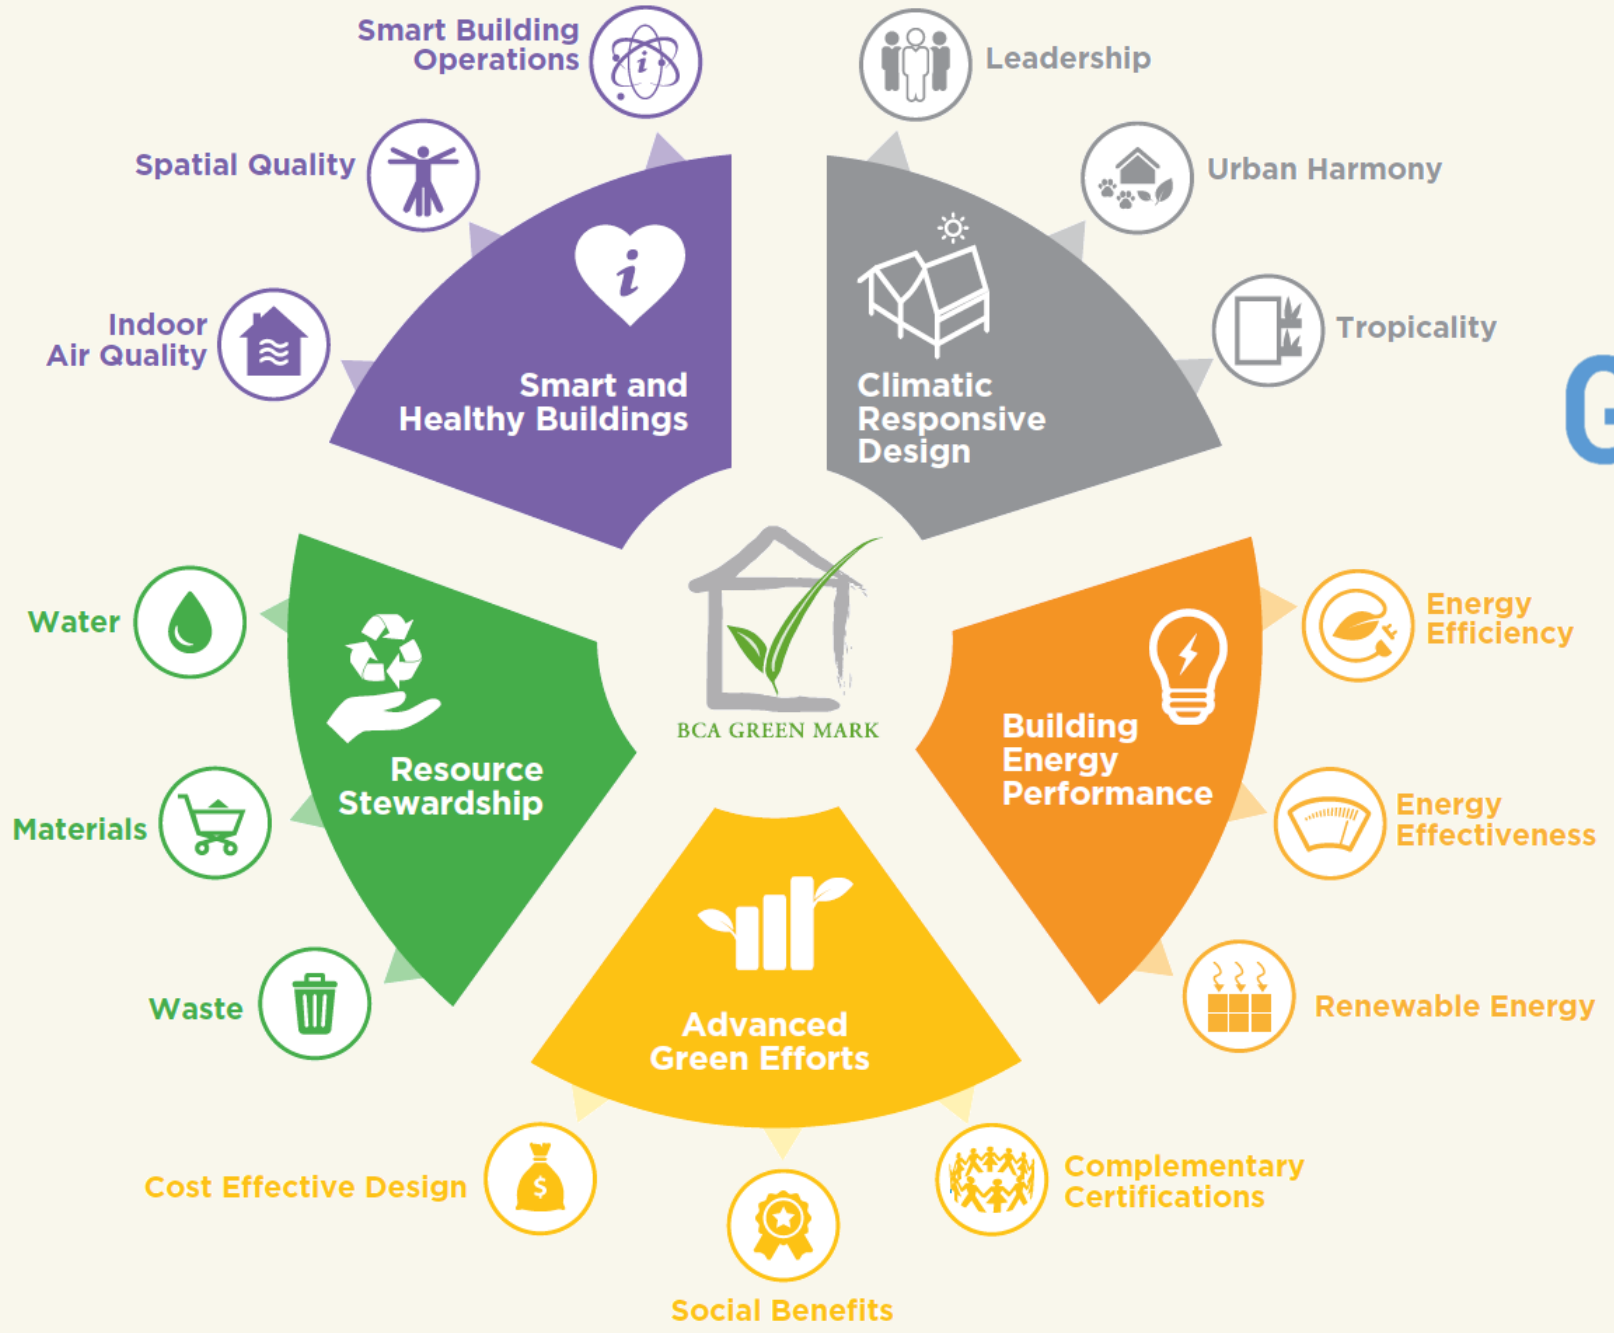 Smart Building
Operations
Leadership
Spatial Quality
Urban Harmony
Indoor
Air Quality
Tropicality
i
i
Smart and
Healthy Buildings
Climatic
Responsive
Design
G
Water
Energy
Efficiency
BCA GREEN MARK
Building
Energy
Performance
Resource
Stewardship
Materials
Energy
Effectiveness
Waste
Renewable Energy
Advanced
Green Efforts
Cost Effective Design
$
Complementary
Certifications
Social Benefits